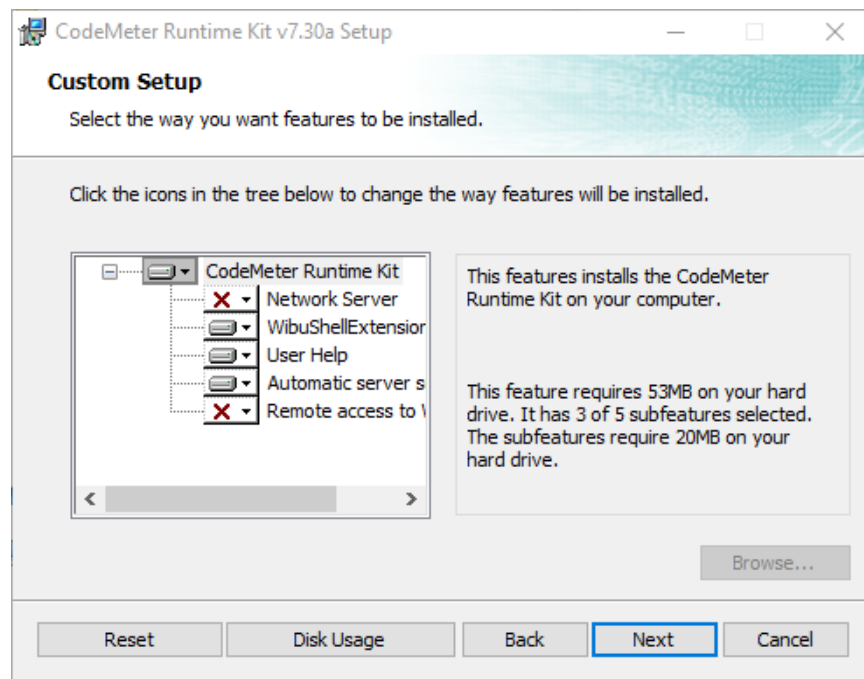 CodeMeter Runtime Kit v7.30a Setup
Custom Setup
Select the way you want features to be installed.
Click the icons in the tree below to change the way features will be installed.
CodeMeter Runtime Kit
Network Server
WibuShellExtension
User Help
Automatic server s
Remote access to
This features installs the CodeMeter
Runtime Kit on your computer.
This feature requires 53MB on your hard
drive. It has 3 of 5 subfeatures selected.
The subfeatures require 20MB on your
hard drive.
Browse...
Reset
Disk Usage
Back
Next
Cancel